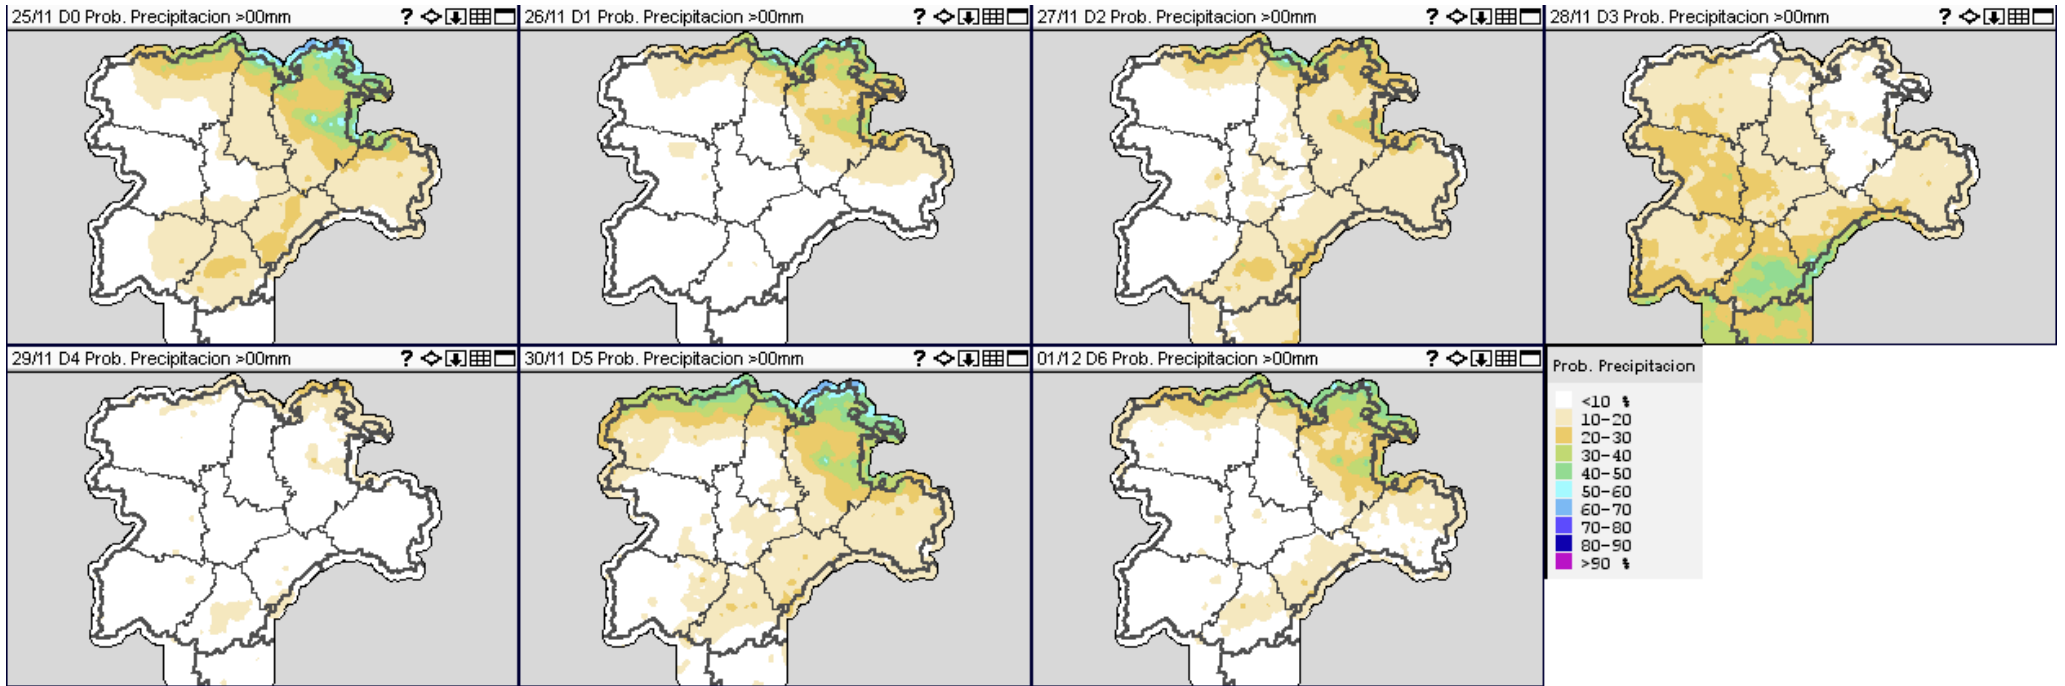 25/11 D0 Prob. Precipitacion >00mm ?
26/11 D1 Prob. Precipitacion >00mm ?
27/11 D2 Prob. Precipitacion >00mm ?
28/11 D3 Prob. Precipitacion >00mm ?
29/11 D4 Prob. Precipitacion >00mm ?
30/11 D5 Prob. Precipitacion >00mm ?
01/12 D6 Prob. Precipitacion >00mm ?
Prob. Precipitacion
<10 %
10-20
20-30
30-40
40-50
50-60
60-70
70-80
80-90
>90 %